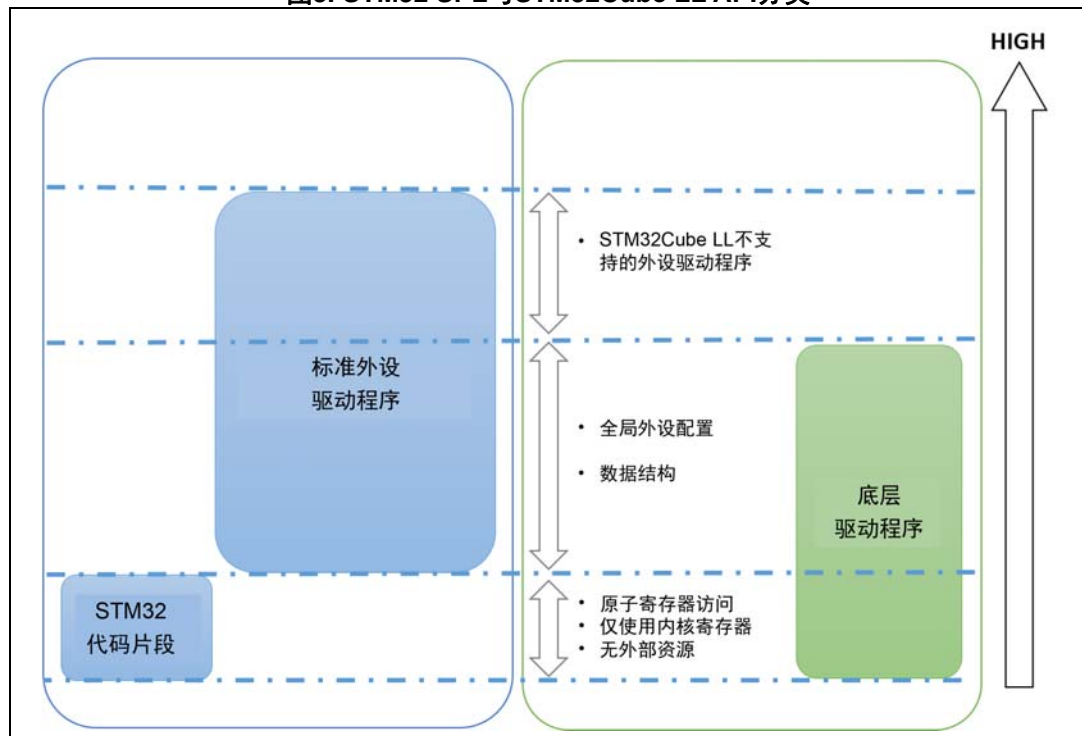 HIGH
• STM32Cube LL不支
持的外设驱动程序
标准外设
驱动程序
• 全局外设配置
• 数据结构
底层
驱动程序
STM32
代码片段
• 原子寄存器访问
• 仅使用内核寄存器
• 无外部资源